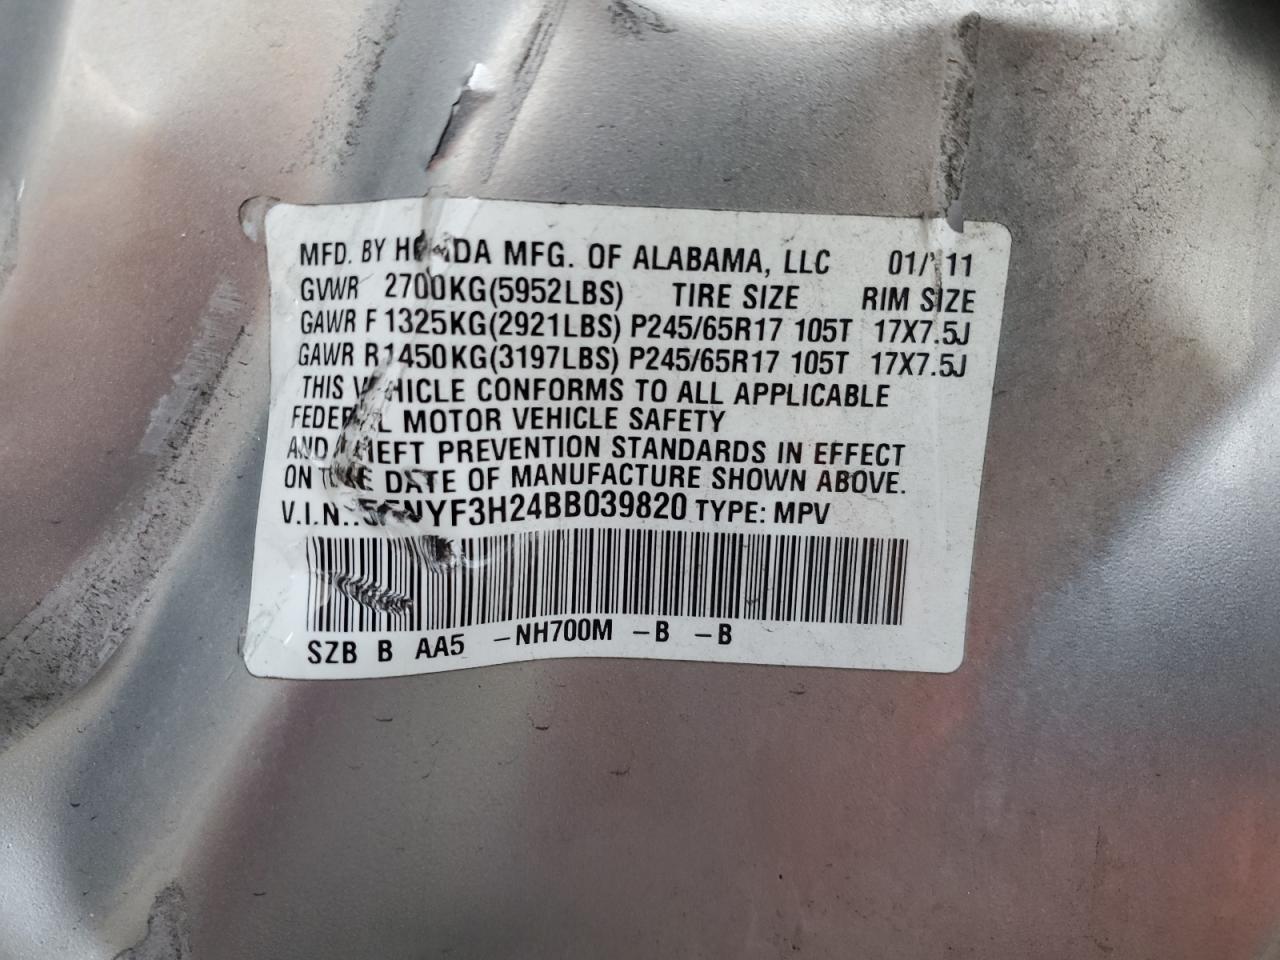 MFD. BY HONDA MFG. OF ALABAMA, LLC 01/11
GVWR 2700KG(5952LBS) TIRE SIZE RIM SIZE
GAWR F 1325KG(2921LBS) P245/65R17 105T 17X7.5J
GAWR R 1450KG(3197LBS) P245/65R17 105T 17X7.5J
THIS VEHICLE CONFORMS TO ALL APPLICABLE
FEDERAL MOTOR VEHICLE SAFETY
AND THEFT PREVENTION STANDARDS IN EFFECT
ON THE DATE OF MANUFACTURE SHOWN ABOVE.
V.I.N.: 5FNYF3H24BB039820 TYPE: MPV
SZB B AA5 -NH700M -B -B